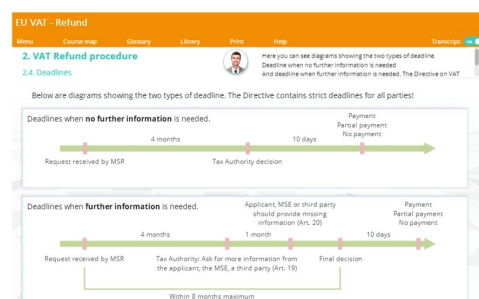 EU VAT - Refund
Menu Course map Glossary Library Print Help Transcript: ON
2. VAT Refund procedure
2.4. Deadlines
Here you can see diagrams showing the two types of deadline.
Deadline when no further information is needed
And deadline when further information is needed. The Directive on VAT
Below are diagrams showing the two types of deadline. The Directive contains strict deadlines for all parties!
Deadlines when no further information is needed.
Payment
Partial payment
No payment
4 months 10 days
Request received by MSR Tax Authority decision
Deadlines when further information is needed.
Applicant, MSE or third party
should provide missing
information (Art. 20)
Payment
Partial payment
No payment
4 months 1 month 10 days
Request received by MSR
Tax Authority: Ask for more information from
the applicant, the MSE, a third party (Art. 19)
Final decision
Within 8 months maximum